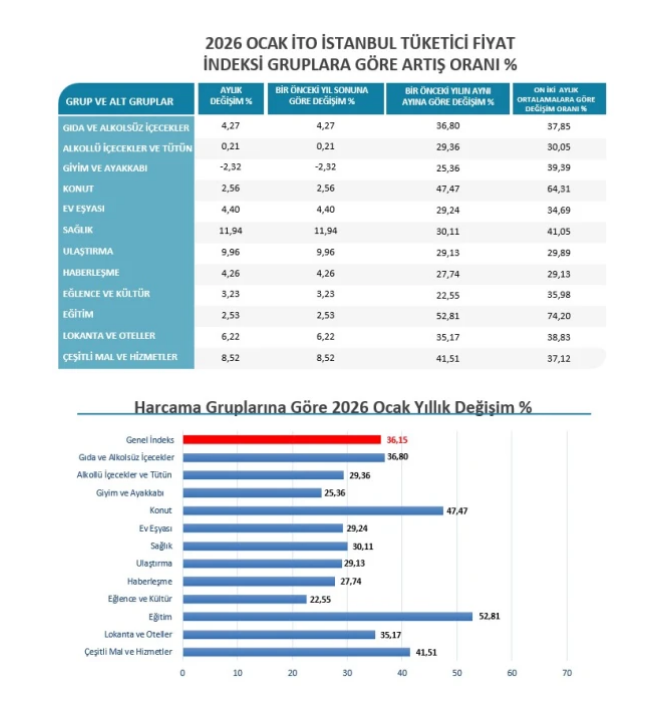 2026 OCAK İTO İSTANBUL TÜKETİCİ FİYAT
İNDEKSİ GRUPLARA GÖRE ARTIŞ ORANI %
GRUP VE ALT GRUPLAR
AYLIK
DEĞİŞİM %
BİR ÖNCEKİ YIL SONUNA
GÖRE DEĞİŞİM %
BİR ÖNCEKİ YILIN AYNI
AYINA GÖRE DEĞİŞİM %
ON İKİ AYLIK
ORTALAMALARA GÖRE
DEĞİŞİM ORANI %
GIDA VE ALKOLSÜZ İÇECEKLER 4,27 4,27 36,80 37,85
ALKOLLÜ İÇECEKLER VE TÜTÜN 0,21 0,21 29,36 30,05
GİYİM VE AYAKKABI -2,32 -2,32 25,36 39,39
KONUT 2,56 2,56 47,47 64,31
EV EŞYASI 4,40 4,40 29,24 34,69
SAĞLIK 11,94 11,94 30,11 41,05
ULAŞTIRMA 9,96 9,96 29,13 29,89
HABERLEŞME 4,26 4,26 27,74 29,13
EĞLENCE VE KÜLTÜR 3,23 3,23 22,55 35,98
EĞİTİM 2,53 2,53 52,81 74,20
LOKANTA VE OTELLER 6,22 6,22 35,17 38,83
ÇEŞİTLİ MAL VE HİZMETLER 8,52 8,52 41,51 37,12
Harcama Gruplarına Göre 2026 Ocak Yıllık Değişim %
Genel İndeks 36,15
Gıda ve Alkolsüz İçecekler 36,80
Alkollü İçecekler ve Tütün 29,36
Giyim ve Ayakkabı 25,36
Konut 47,47
Ev Eşyası 29,24
Sağlık 30,11
Ulaştırma 29,13
Haberleşme 27,74
Eğlence ve Kültür 22,55
Eğitim 52,81
Lokanta ve Oteller 35,17
Çeşitli Mal ve Hizmetler 41,51
0 10 20 30 40 50 60 70